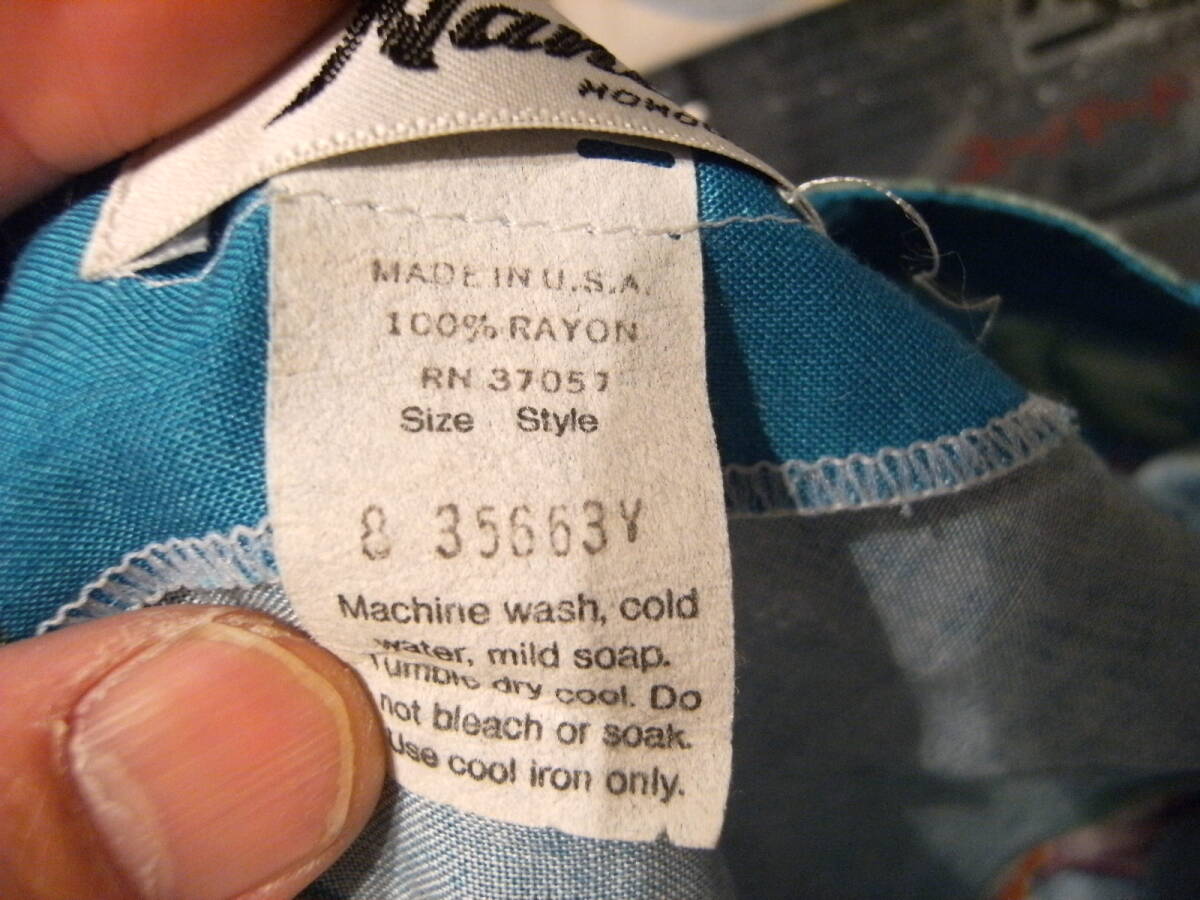 MADE IN U.S.A.
100% RAYON
RN 37057
Size Style
8 35663Y
Machine wash, cold
water, mild soap.
Tumble dry cool. Do
not bleach or soak.
Use cool iron only.